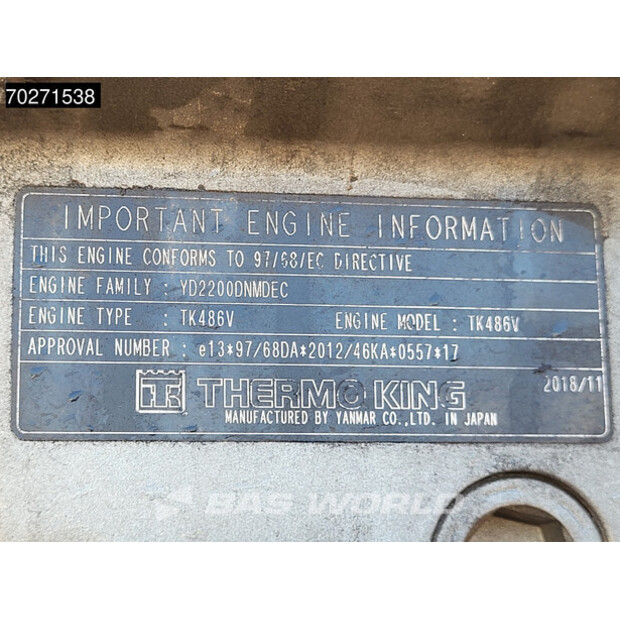 70271538
IMPORTANT ENGINE INFORMATION
THIS ENGINE CONFORMS TO 97/68/EC DIRECTIVE
ENGINE FAMILY : YD2200DNMDEC
ENGINE TYPE : TK486V ENGINE MODEL : TK486V
APPROVAL NUMBER : e13*97/68DA*2012/46KA*0557*17
TK THERMO KING 2018/11
MANUFACTURED BY YANMAR CO.,LTD. IN JAPAN
BAS WORLD